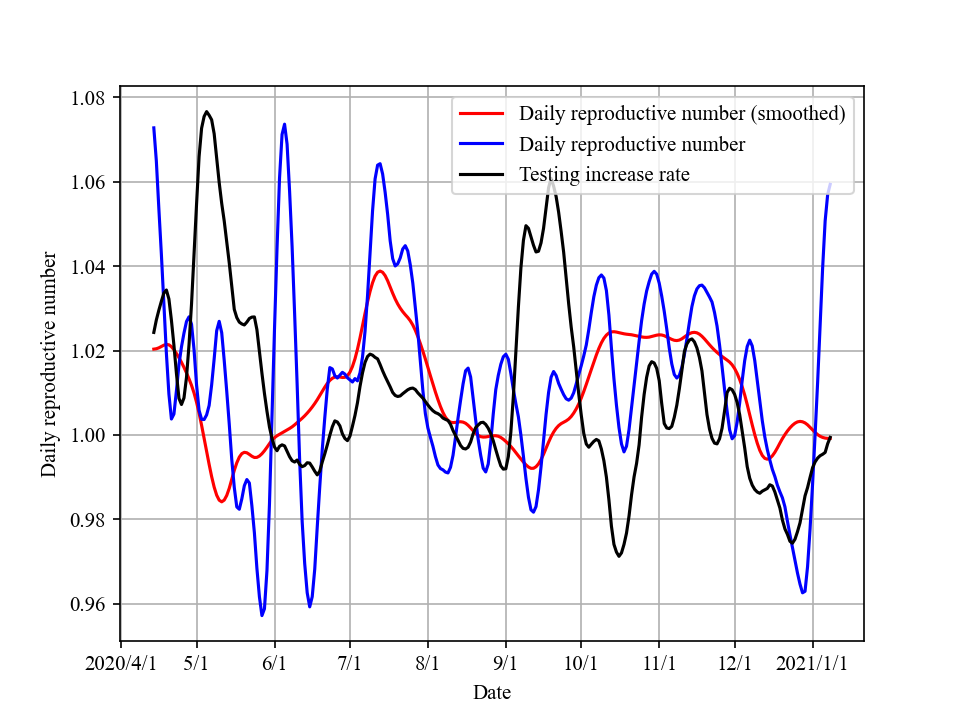 Daily reproductive number (smoothed)
Daily reproductive number
Testing increase rate
Daily reproductive number
1.08
1.06
1.04
1.02
1.00
0.98
0.96
2020/4/1 5/1 6/1 7/1 8/1 9/1 10/1 11/1 12/1 2021/1/1
Date